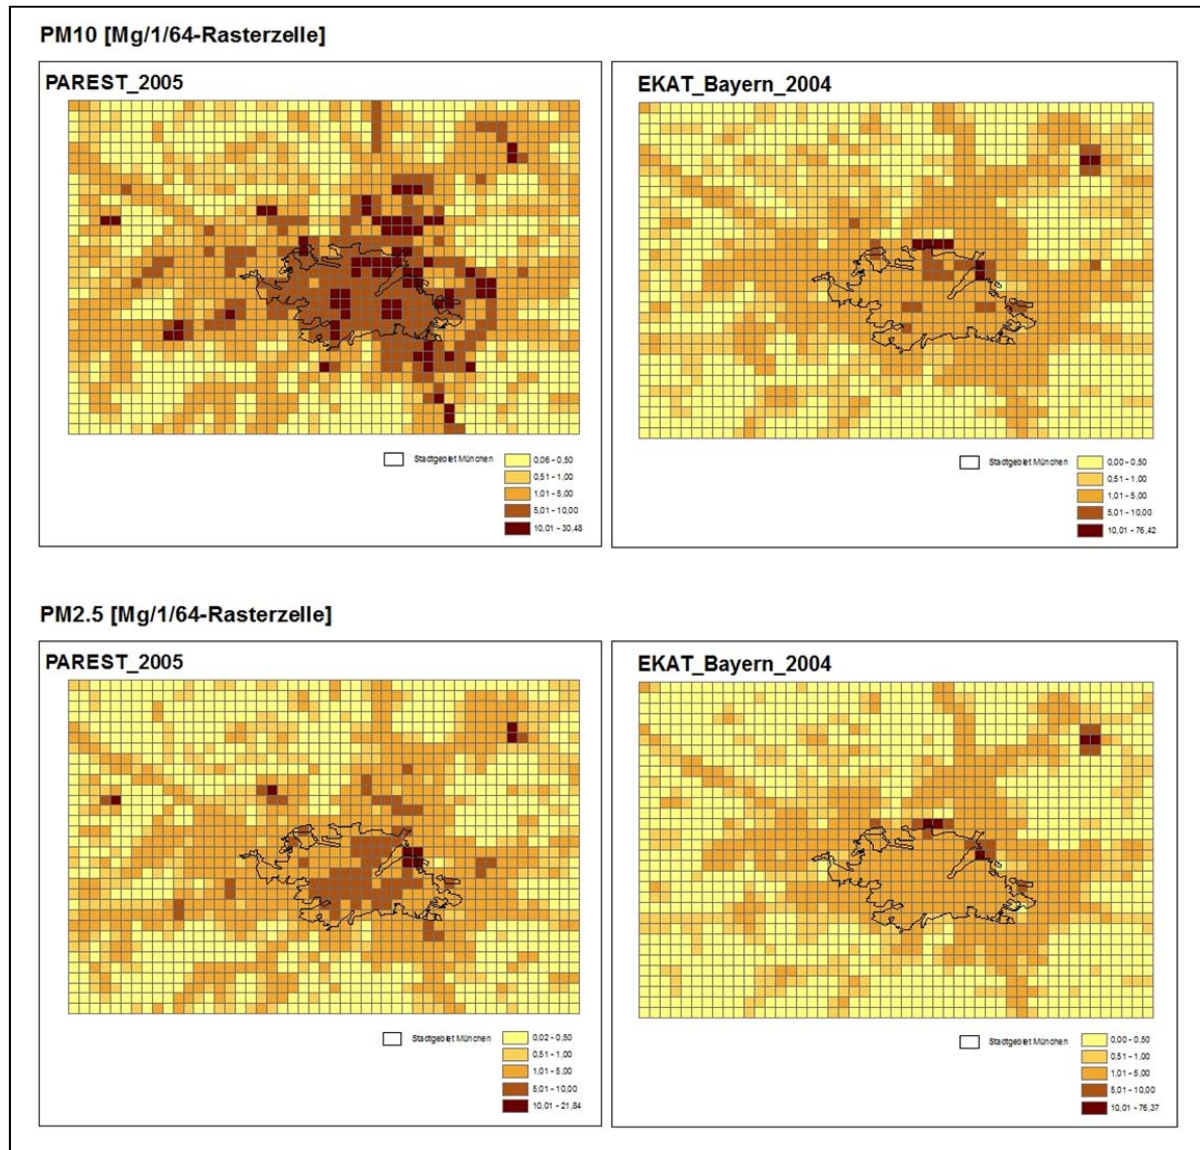 PM10 [Mg/1/64-Rasterzelle]
PAREST_2005
Stadtgebiet München
0,06 - 0,50
0,51 - 1,00
1,01 - 5,00
5,01 - 10,00
10,01 - 30,48
EKAT_Bayern_2004
Stadtgebiet München
0,00 - 0,50
0,51 - 1,00
1,01 - 5,00
5,01 - 10,00
10,01 - 76,42
PM2.5 [Mg/1/64-Rasterzelle]
PAREST_2005
Stadtgebiet München
0,02 - 0,50
0,51 - 1,00
1,01 - 5,00
5,01 - 10,00
10,01 - 21,84
EKAT_Bayern_2004
Stadtgebiet München
0,00 - 0,50
0,51 - 1,00
1,01 - 5,00
5,01 - 10,00
10,01 - 76,37